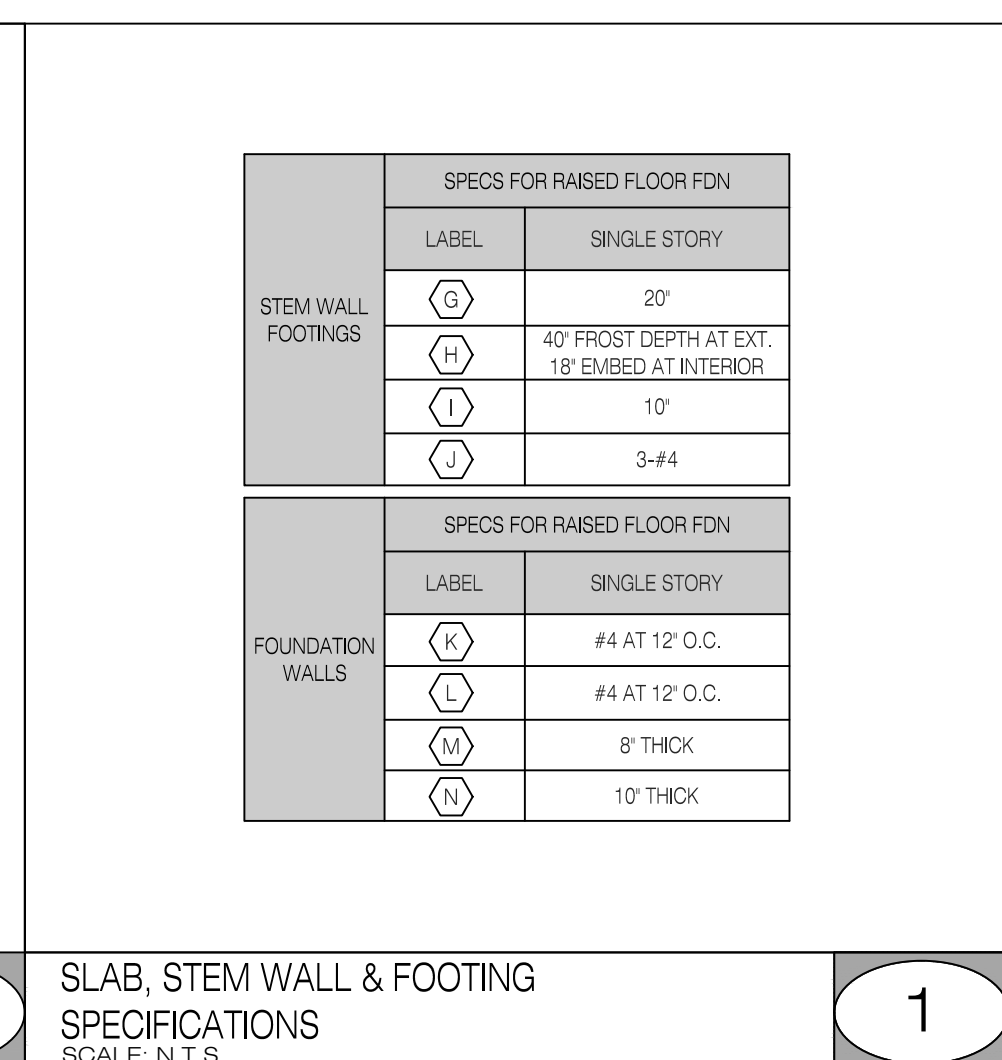 SPECS FOR RAISED FLOOR FDN
LABEL SINGLE STORY
STEM WALL
FOOTINGS
G 20"
H 40" FROST DEPTH AT EXT.
18" EMBED AT INTERIOR
I 10"
J 3-#4
SPECS FOR RAISED FLOOR FDN
LABEL SINGLE STORY
FOUNDATION
WALLS
K #4 AT 12" O.C.
L #4 AT 12" O.C.
M 8" THICK
N 10" THICK
SLAB, STEM WALL & FOOTING
SPECIFICATIONS
SCALE: N.T.S.
1